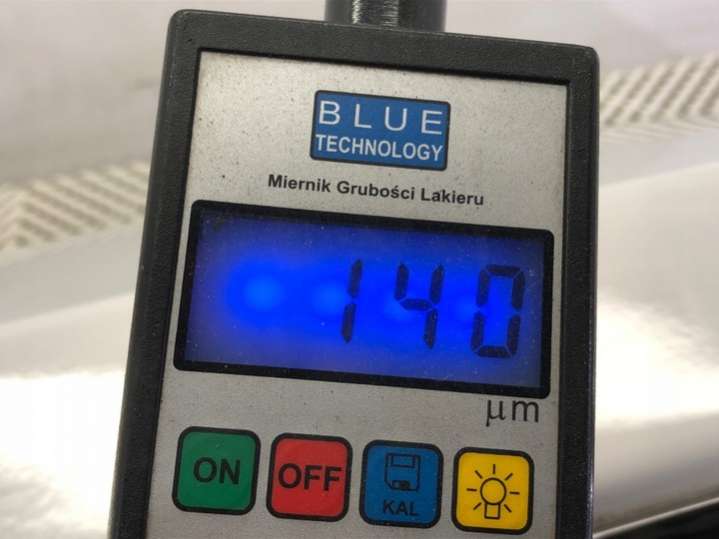 BLUE
TECHNOLOGY
Miernik Grubości Lakieru
140
μm
ON OFF KAL